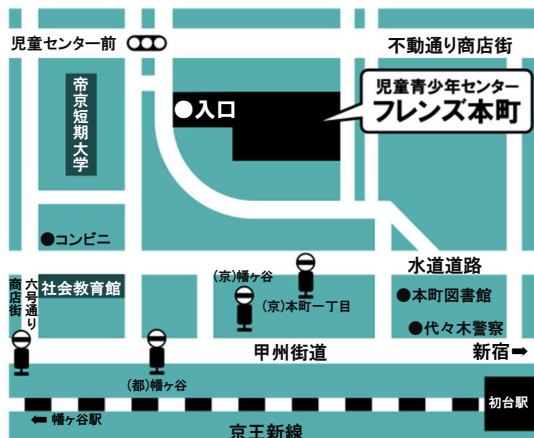 児童センター前
不動通り商店街
児童青少年センター
フレンズ本町
帝京短期大学
●入口
●コンビニ
水道道路
(京)幡ヶ谷
(京)本町一丁目
六号通り
商店街
社会教育館
●本町図書館
●代々木警察
甲州街道
新宿➡
(都)幡ヶ谷
初台駅
⬅幡ヶ谷駅
京王新線